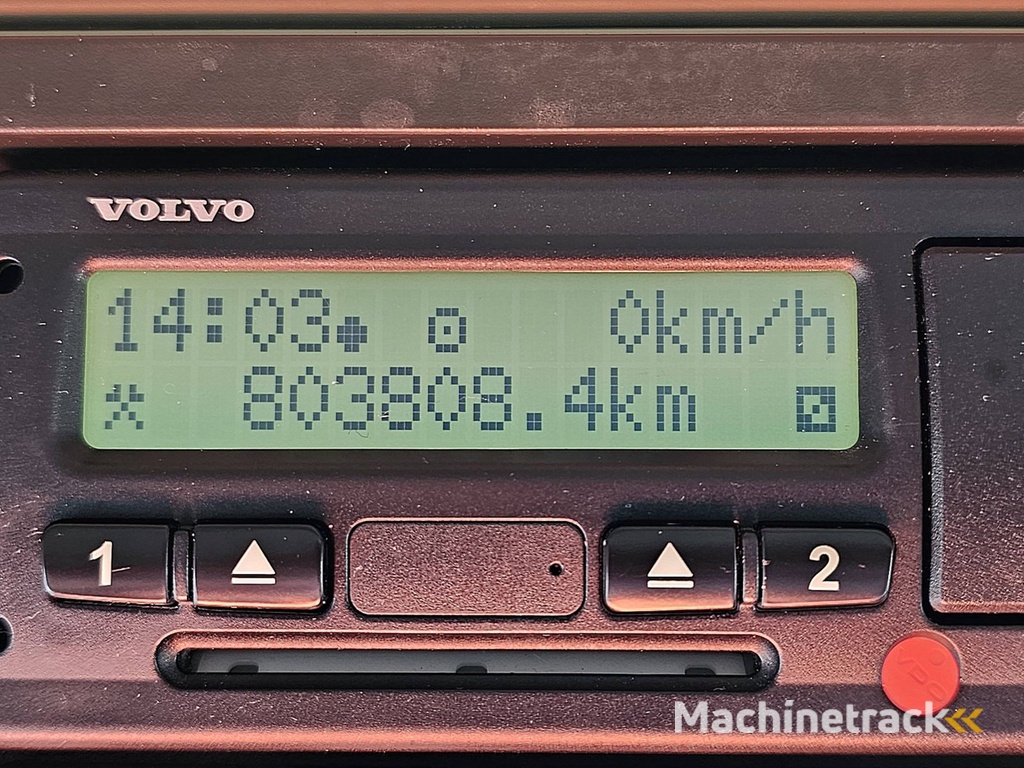 VOLVO
14:03 0km/h
803808.4km
1 2
Machinetrack